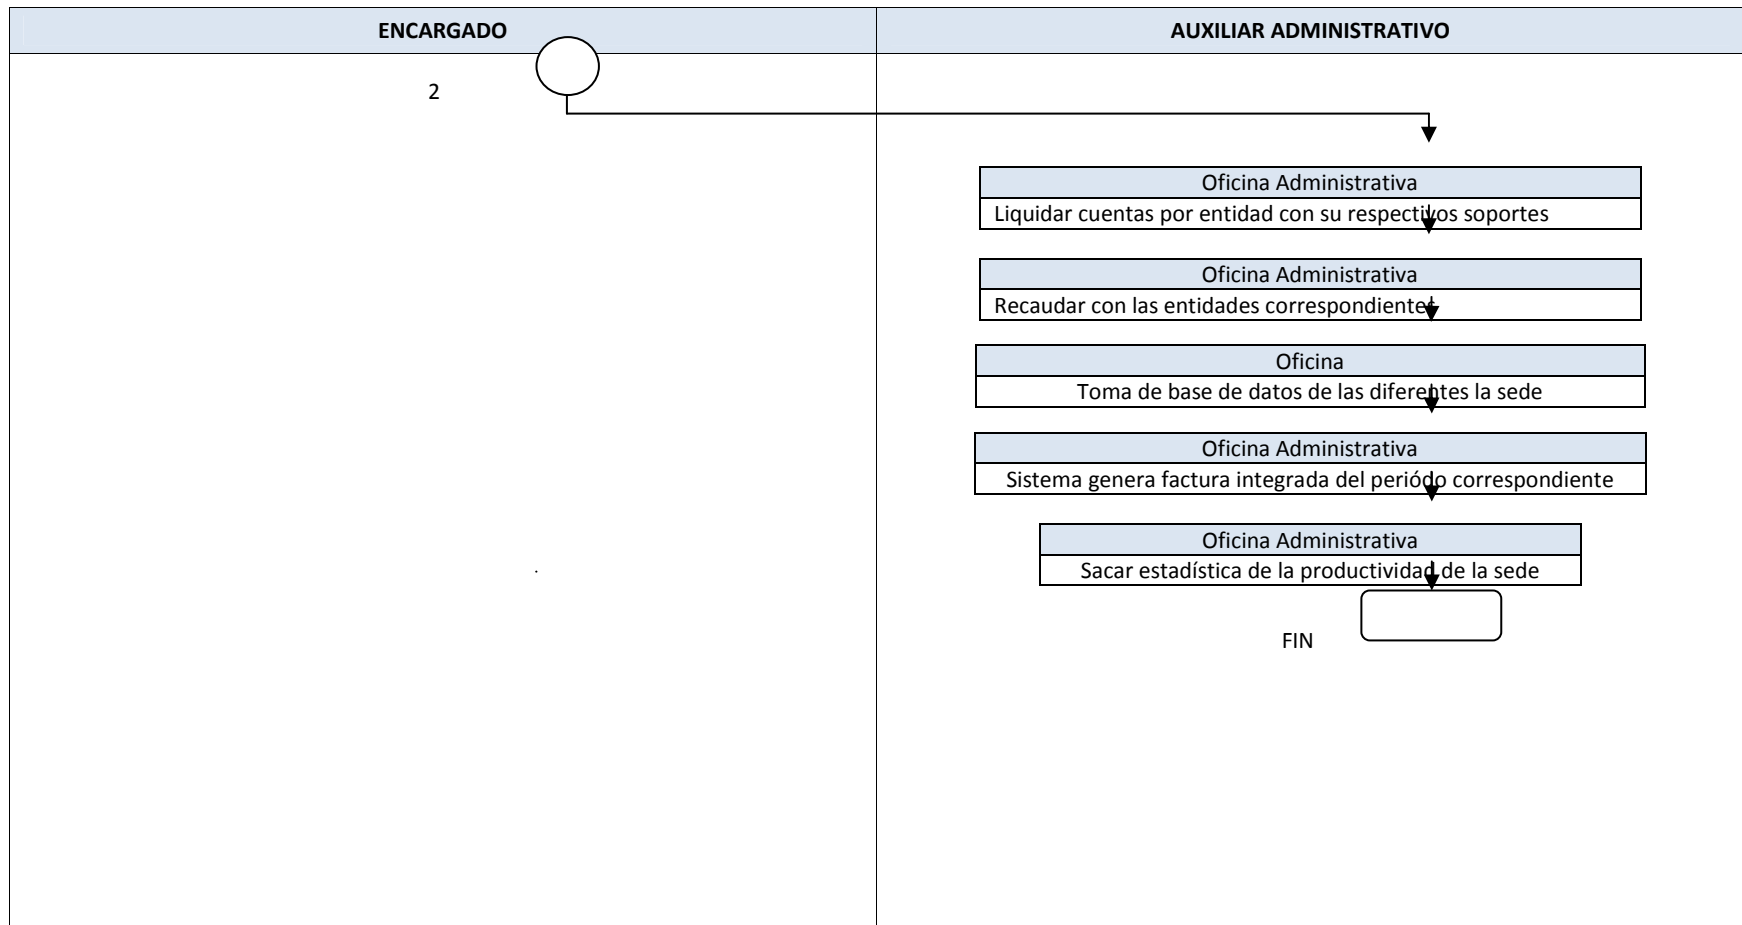 ENCARGADO
AUXILIAR ADMINISTRATIVO
2
Oficina Administrativa
Liquidar cuentas por entidad con su respectivos soportes
Oficina Administrativa
Recaudar con las entidades correspondientes
Oficina
Toma de base de datos de las diferentes la sede
Oficina Administrativa
Sistema genera factura integrada del periódo correspondiente
Oficina Administrativa
Sacar estadística de la productividad de la sede
.
FIN